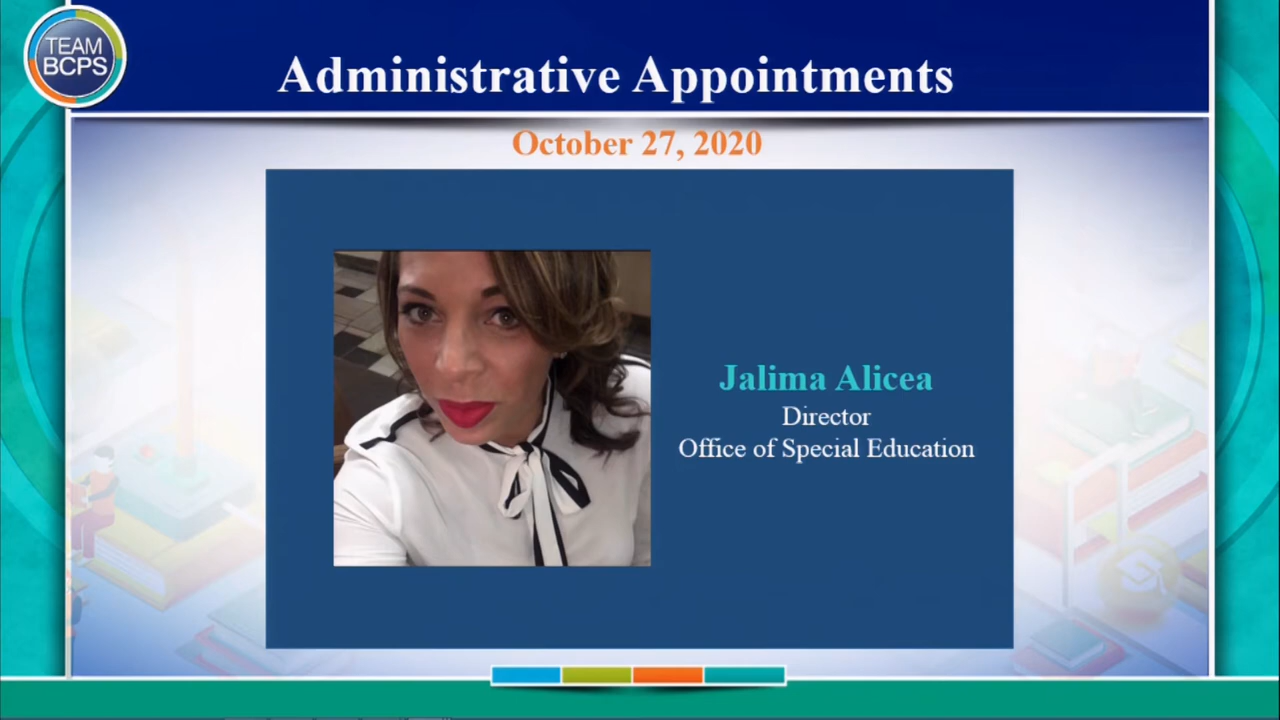 TEAM
BCPS
Administrative Appointments
October 27, 2020
Jalima Alicea
Director
Office of Special Education